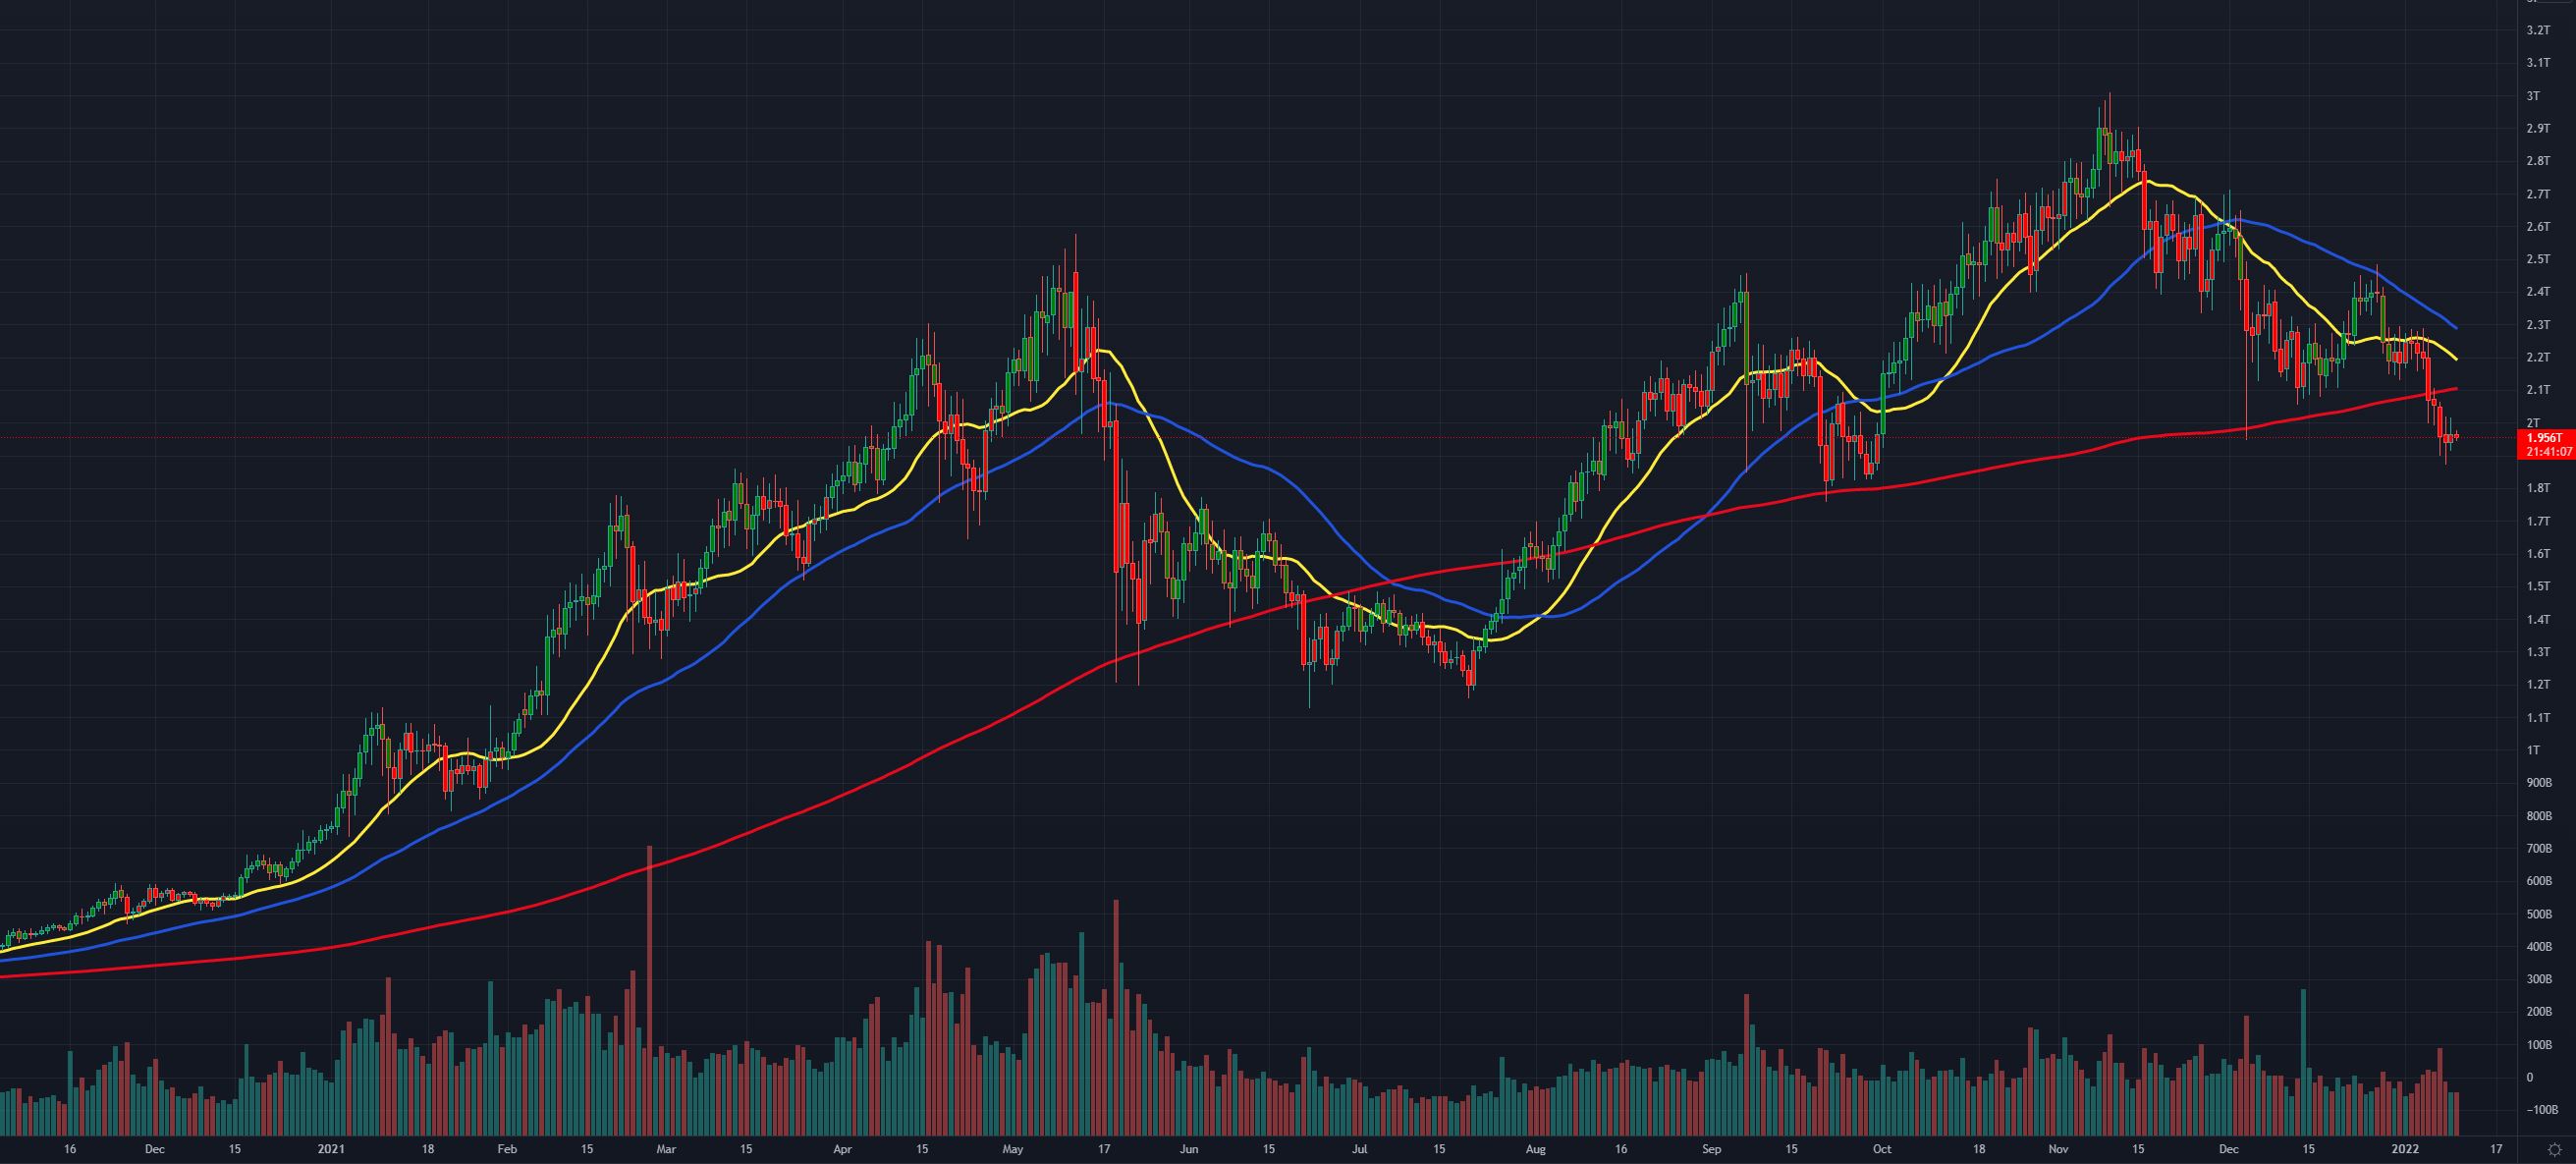 3.2T
3.1T
3T
2.9T
2.8T
2.7T
2.6T
2.5T
2.4T
2.3T
2.2T
2.1T
2T
1.956T
21:41:07
1.8T
1.7T
1.6T
1.5T
1.4T
1.3T
1.2T
1.1T
1T
900B
800B
700B
600B
500B
400B
300B
200B
100B
0
−100B
16 Dec 15 2021 18 Feb 15 Mar 15 Apr 15 May 17 Jun 15 Jul 15 Aug 16 Sep 15 Oct 18 Nov 15 Dec 15 2022 17